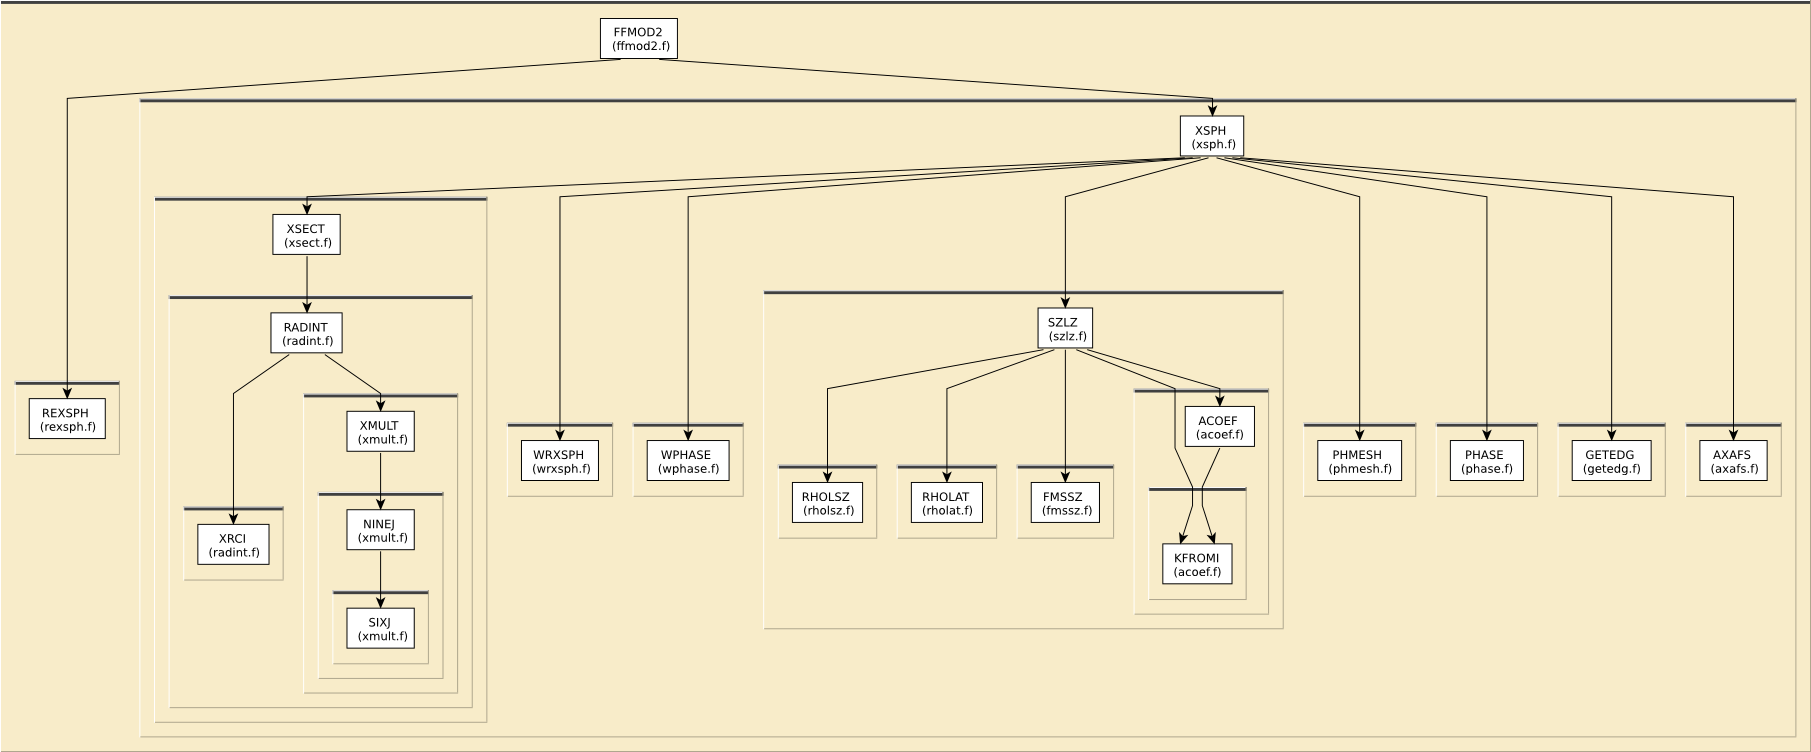 FFMOD2
(ffmod2.f)
XSPH
(xsph.f)
XSECT
(xsect.f)
RADINT
(radint.f)
SZLZ
(szlz.f)
REXSPH
(rexsph.f)
XMULT
(xmult.f)
WRXSPH
(wrxsph.f)
WPHASE
(wphase.f)
ACOEF
(acoef.f)
PHMESH
(phmesh.f)
PHASE
(phase.f)
GETEDG
(getedg.f)
AXAFS
(axafs.f)
RHOLSZ
(rholsz.f)
RHOLAT
(rholat.f)
FMSSZ
(fmssz.f)
XRCI
(radint.f)
NINEJ
(xmult.f)
KFROMI
(acoef.f)
SIXJ
(xmult.f)